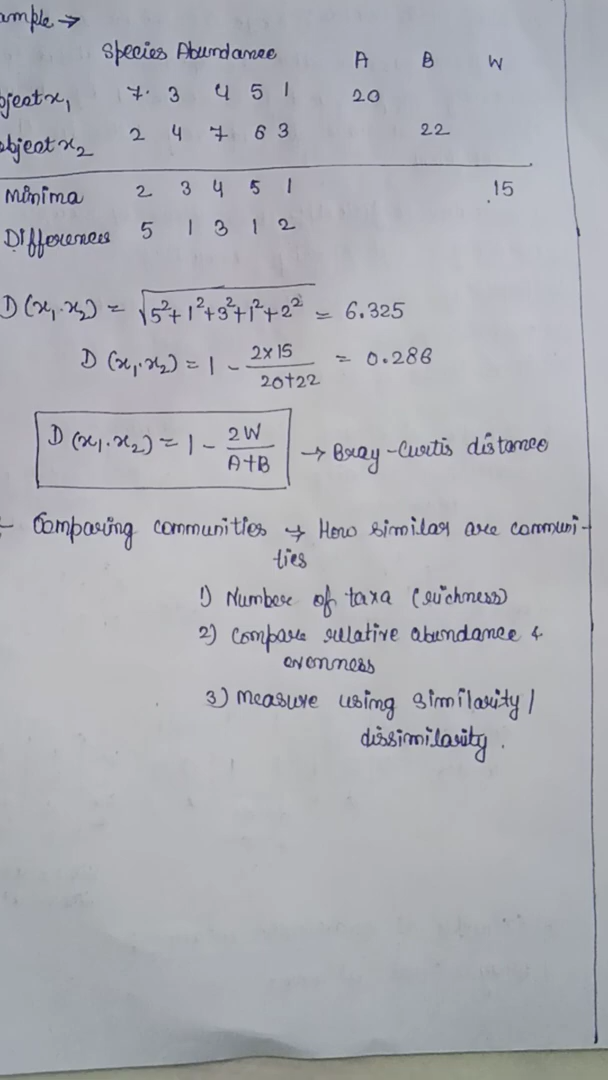 ample →
Species Abundance A B W
bjectx₁ 7. 3 4 5 1 20
object x₂ 2 4 7 6 3 22
Minima 2 3 4 5 1 .15
Differences 5 1 3 1 2
D(x₁.x₂) = √5²+1²+3²+1²+2² = 6.325
D(x₁.x₂) = 1 - 2×15/20+22 = 0.286
D(x₁.x₂) = 1 - 2W/A+B → Bray-Curtis distance
- Comparing communities → How similar are communi-
ties
1) Number of taxa (richness)
2) compare relative abundance &
evenness
3) Measure using similarity/
dissimilarity.